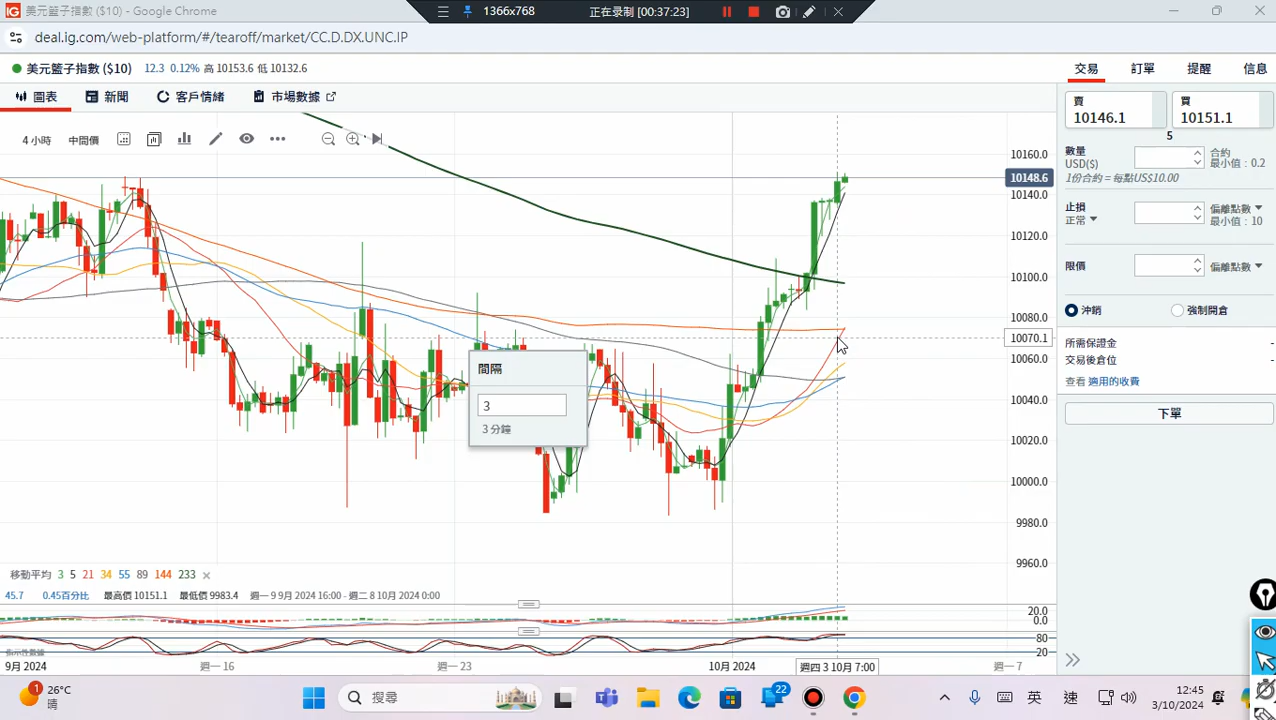 美元籃子指數 ($10) - Google Chrome
1366x768
正在录制 [00:37:23]
deal.ig.com/web-platform/#/tearoff/market/CC.D.DX.UNC.IP
美元籃子指數 ($10) 12.3 0.12% 高 10153.6 低 10132.6
交易 訂單 提醒 信息
圖表 新聞 客戶情緒 市場數據
4 小時 中間價
賣 10146.1
買 10151.1
5
數量
USD($)
合約
最小值 : 0.2
1份合約 = 每點US$10.00
止損
正常
偏離點數
最小值 : 10
限價
偏離點數
沖銷
強制開倉
所需保證金 -
交易後倉位 -
查看 適用的收費
下單
10160.0
10148.6
10140.0
10120.0
10100.0
10080.0
10070.1
10060.0
10040.0
10020.0
10000.0
9980.0
9960.0
間隔
3
3 分鐘
移動平均 3 5 21 34 55 89 144 233
45.7 0.45百分比 最高價 10151.1 最低價 9983.4 週一 9 9月 2024 16:00 - 週二 8 10月 2024 0:00
20.0
0.0
80
20
9月 2024 週一 16 週一 23 10月 2024 週四 3 10月 7:00 週一 7
1
26°C
晴
搜尋
22
英
速
12:45
3/10/2024